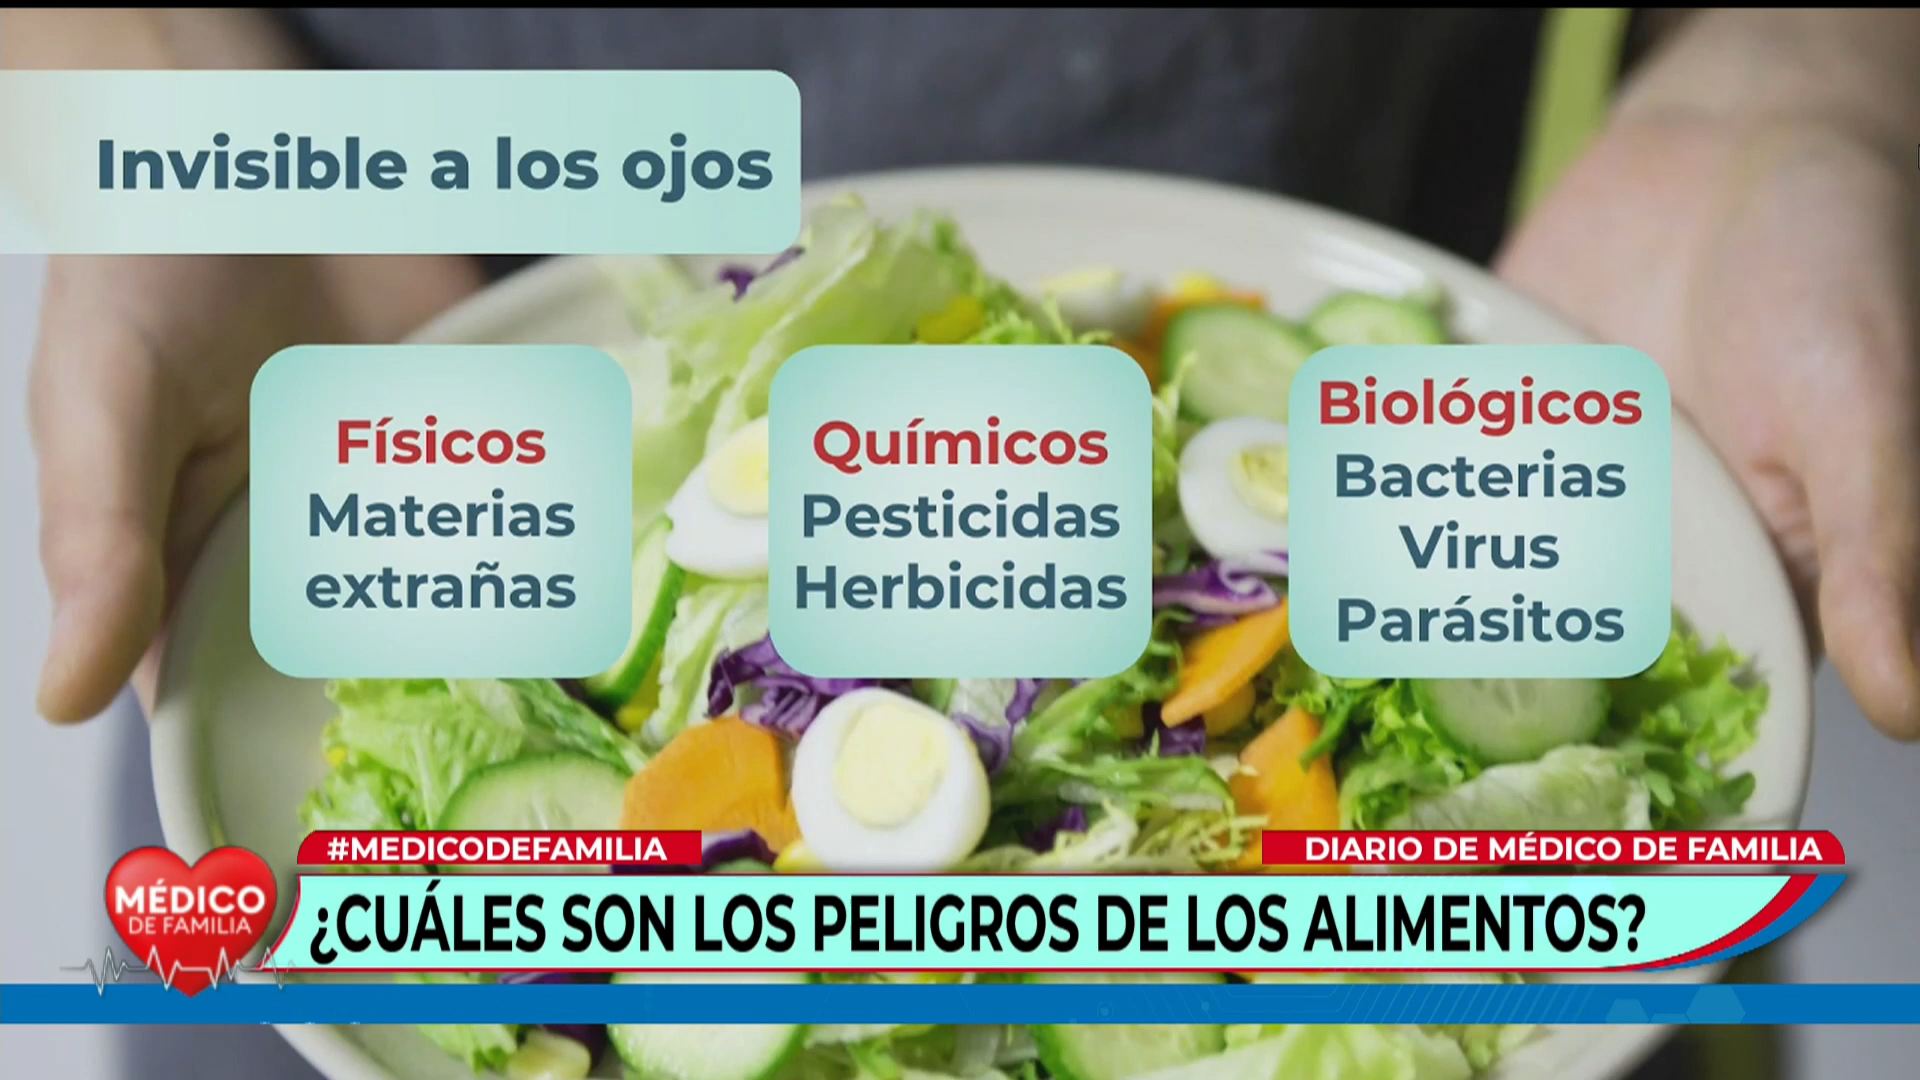 Invisible a los ojos
Físicos
Materias
extrañas
Químicos
Pesticidas
Herbicidas
Biológicos
Bacterias
Virus
Parásitos
#MEDICODEFAMILIA
DIARIO DE MÉDICO DE FAMILIA
MÉDICO
DE FAMILIA
¿CUÁLES SON LOS PELIGROS DE LOS ALIMENTOS?